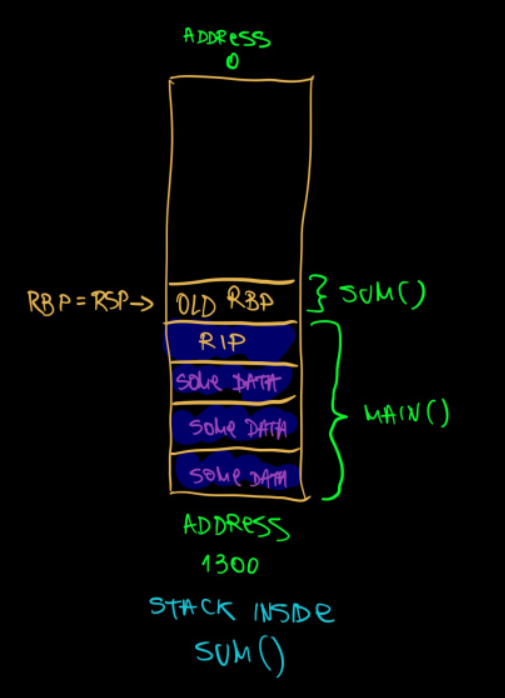 ADDRESS
0
RBP = RSP →
OLD RBP
SUM()
RIP
SOME DATA
SOME DATA
MAIN()
SOME DATA
ADDRESS
1300
STACK INSIDE
SUM()